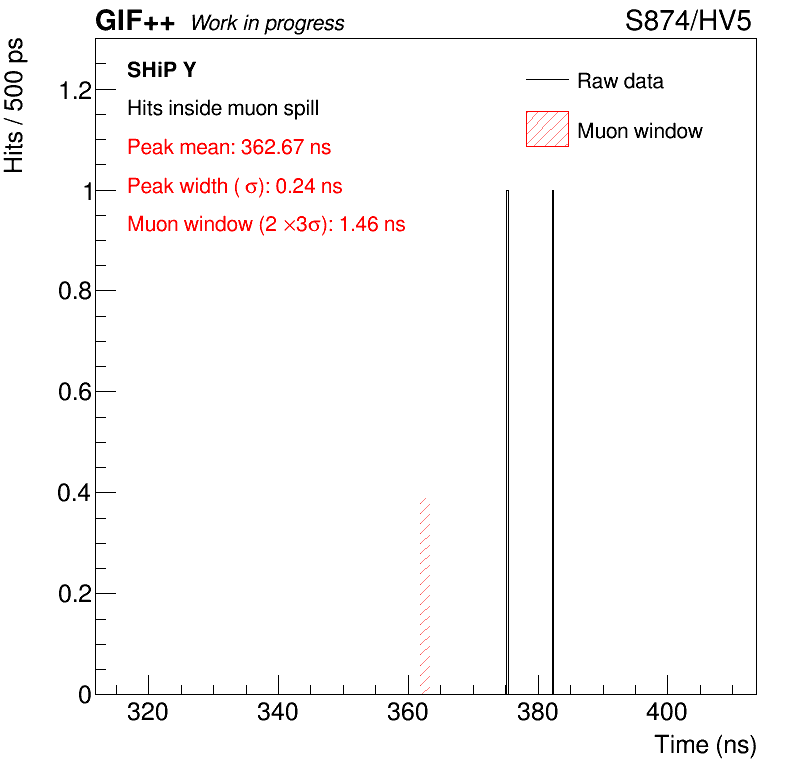 GIF++ Work in progress S874/HV5
Hits / 500 ps
SHiP Y
Hits inside muon spill
Peak mean: 362.67 ns
Peak width ( σ): 0.24 ns
Muon window (2 ×3σ): 1.46 ns
Raw data
Muon window
1.2
1
0.8
0.6
0.4
0.2
0
320 340 360 380 400
Time (ns)